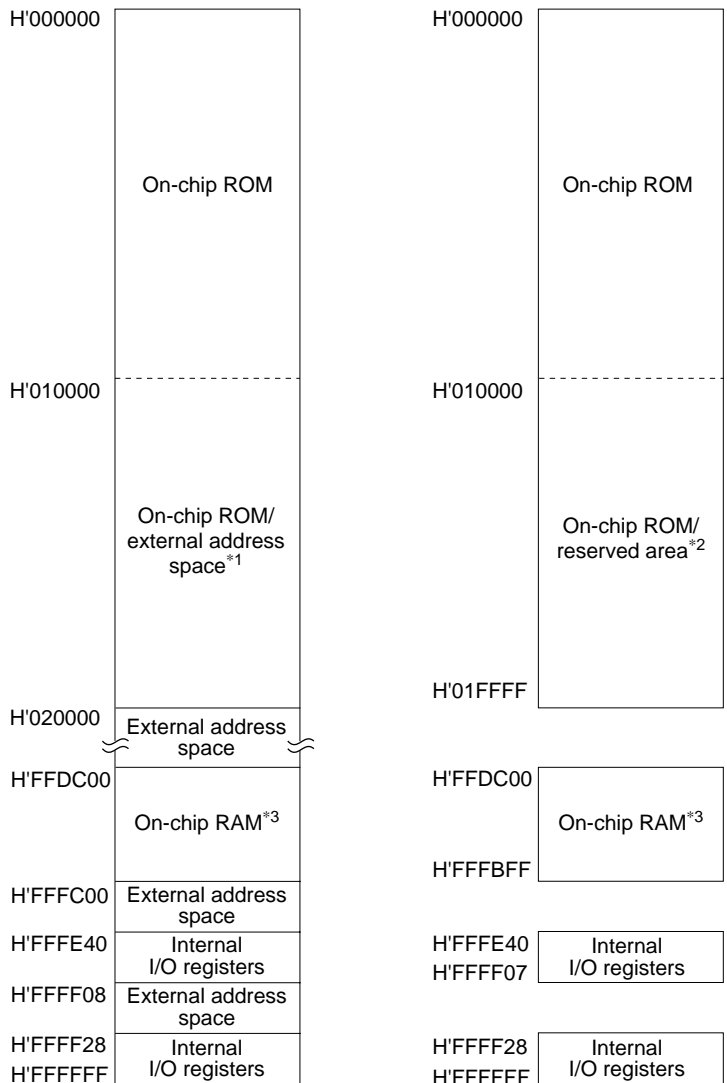 H'000000
On-chip ROM
H'010000
On-chip ROM/
external address
space*1
H'020000
External address
space
H'FFDC00
On-chip RAM*3
H'FFFC00
External address
space
H'FFFE40
Internal
I/O registers
H'FFFF08
External address
space
H'FFFF28
Internal
I/O registers
H'FFFFFF
H'000000
On-chip ROM
H'010000
On-chip ROM/
reserved area*2
H'01FFFF
H'FFDC00
On-chip RAM*3
H'FFFBFF
H'FFFE40
Internal
I/O registers
H'FFFF07
H'FFFF28
Internal
I/O registers
H'FFFFFF